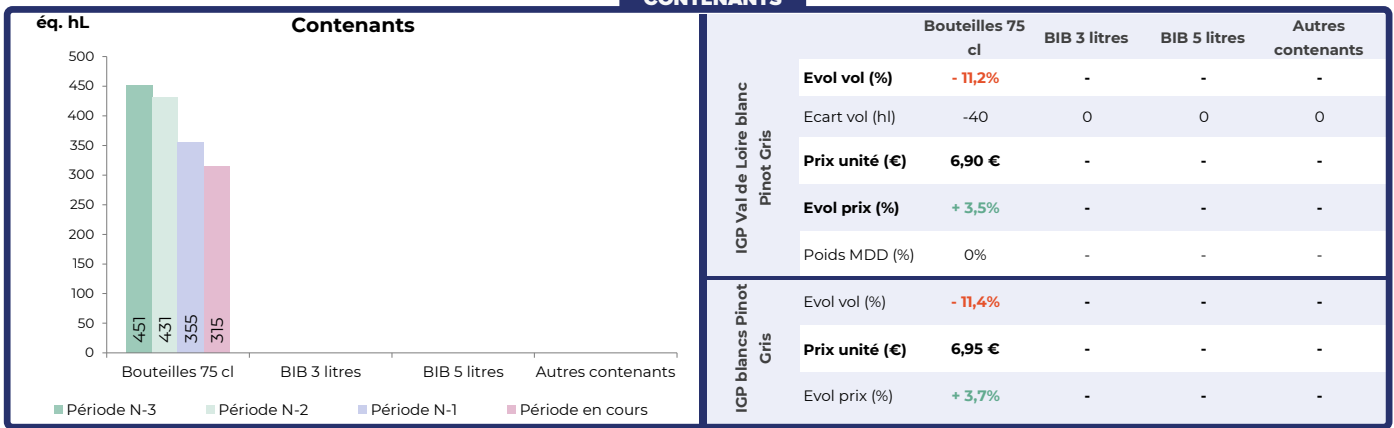 CONTENANTS
éq. hL
Contenants
500
450
400
350
300
250
200
150
100
50
0
451
431
355
315
Bouteilles 75 cl
BIB 3 litres
BIB 5 litres
Autres contenants
Période N-3
Période N-2
Période N-1
Période en cours
Bouteilles 75 cl
BIB 3 litres
BIB 5 litres
Autres contenants
IGP Val de Loire blanc Pinot Gris
Evol vol (%) - 11,2% - - -
Ecart vol (hl) -40 0 0 0
Prix unité (€) 6,90 € - - -
Evol prix (%) + 3,5% - - -
Poids MDD (%) 0% - - -
IGP blancs Pinot Gris
Evol vol (%) - 11,4% - - -
Prix unité (€) 6,95 € - - -
Evol prix (%) + 3,7% - - -